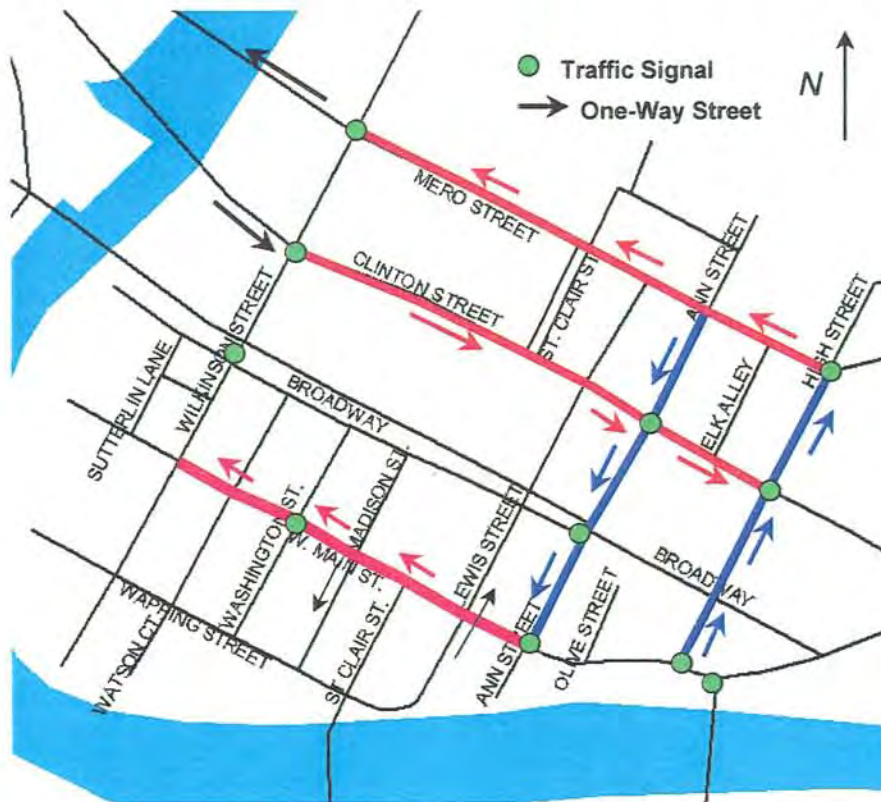 Traffic Signal
One-Way Street
N
MERO STREET
CLINTON STREET
ST. CLAIR ST.
ANN STREET
HIGH STREET
ELK ALLEY
WILKINSON STREET
SUTTERLIN LANE
BROADWAY
BROADWAY
WASHINGTON ST.
MADISON ST.
W. MAIN ST.
EWIS STREET
ANN STREET
OLIVE STREET
WAPPING STREET
WATSON CT.
ST. CLAIR ST.